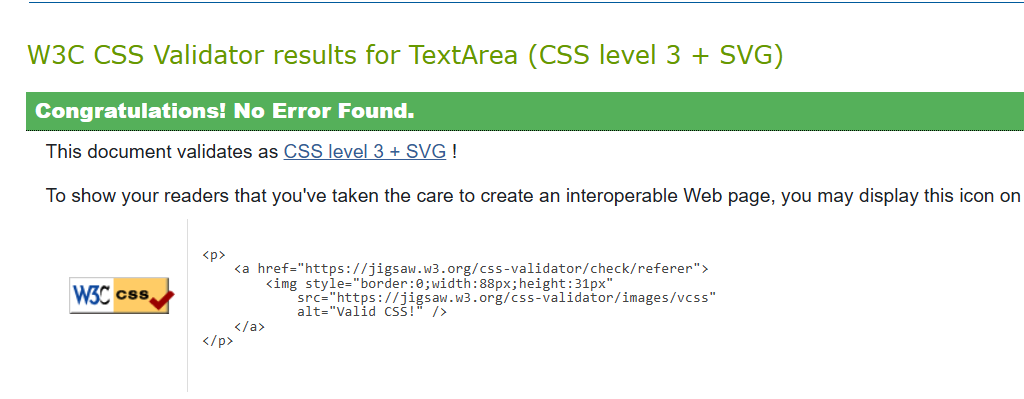 W3C CSS Validator results for TextArea (CSS level 3 + SVG)
Congratulations! No Error Found.
This document validates as CSS level 3 + SVG !
To show your readers that you've taken the care to create an interoperable Web page, you may display this icon on
<p>
<a href="https://jigsaw.w3.org/css-validator/check/referer">
<img style="border:0;width:88px;height:31px"
src="https://jigsaw.w3.org/css-validator/images/vcss"
alt="Valid CSS!" />
</a>
</p>
W3C css